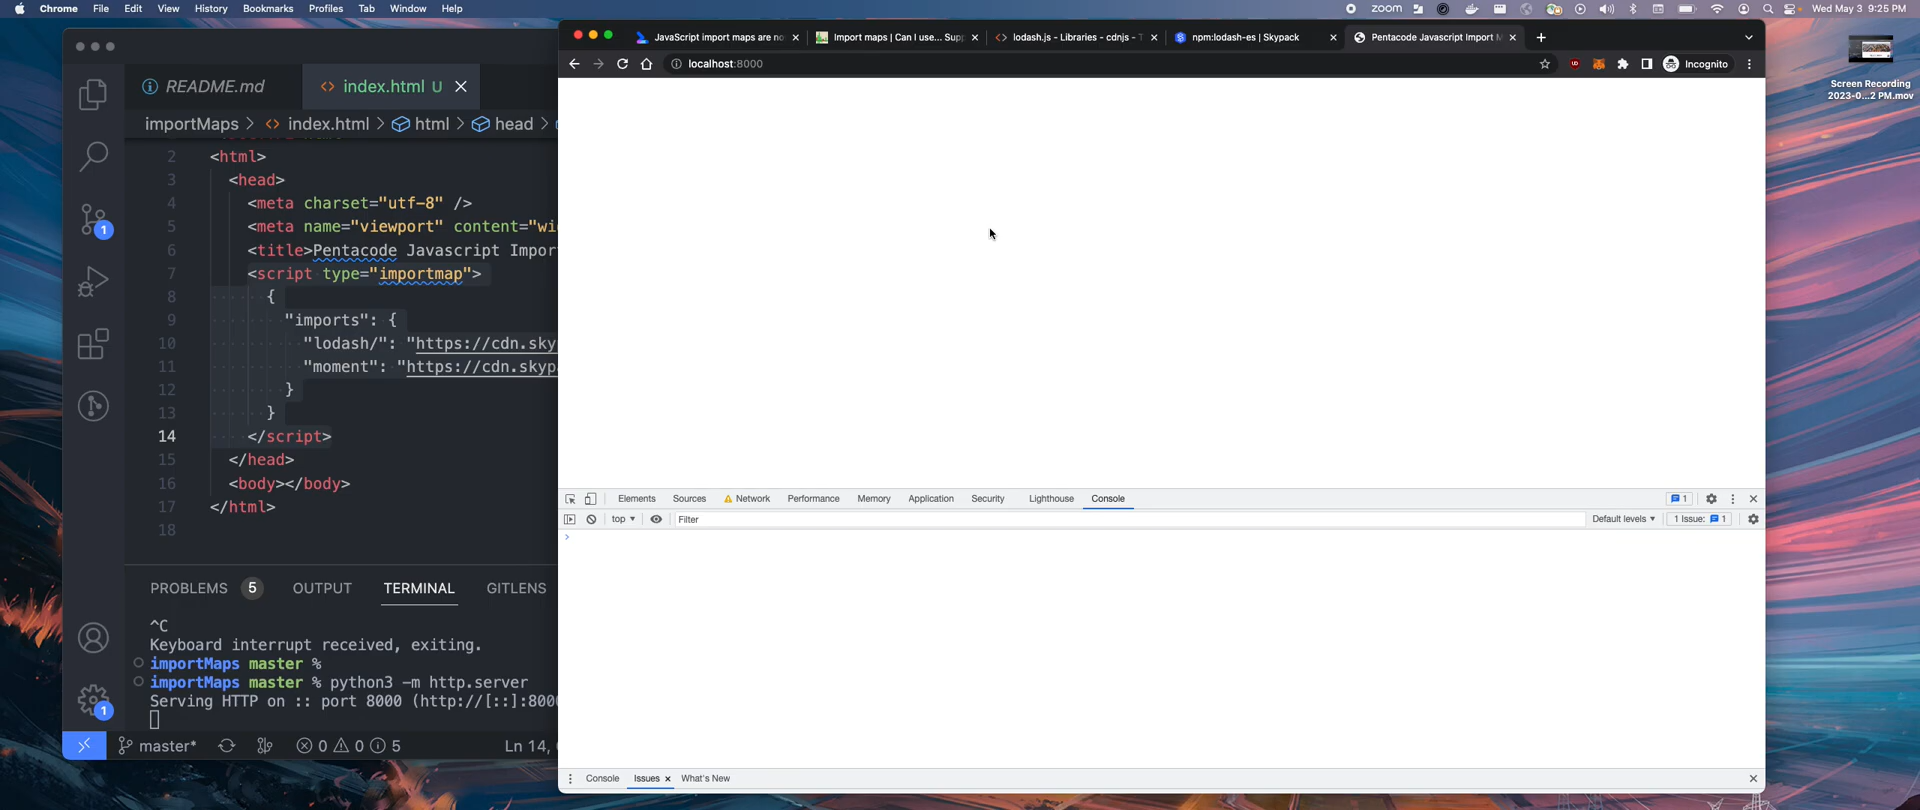 Chrome File Edit View History Bookmarks Profiles Tab Window Help
zoom Wed May 3 9:25 PM
README.md
index.html U
importMaps > index.html > html > head >
2 <html>
3 <head>
4 <meta charset="utf-8" />
5 <meta name="viewport" content="wi
6 <title>Pentacode Javascript Impor
7 <script type="importmap">
8 {
9 "imports": {
10 "lodash/": "https://cdn.sky
11 "moment": "https://cdn.skyp
12 }
13 }
14 </script>
15 </head>
16 <body></body>
17 </html>
18
PROBLEMS 5 OUTPUT TERMINAL GITLENS
^C
Keyboard interrupt received, exiting.
importMaps master %
importMaps master % python3 -m http.server
Serving HTTP on :: port 8000 (http://[::]:800
1
1
master* 0 0 5 Ln 14,
JavaScript import maps are no
Import maps | Can I use... Sup
lodash.js - Libraries - cdnjs - T
npm:lodash-es | Skypack
Pentacode Javascript Import M
localhost:8000
Incognito
Elements Sources Network Performance Memory Application Security Lighthouse Console 1
top Filter Default levels 1 Issue: 1
Console Issues What's New
Screen Recording
2023-0...2 PM.mov